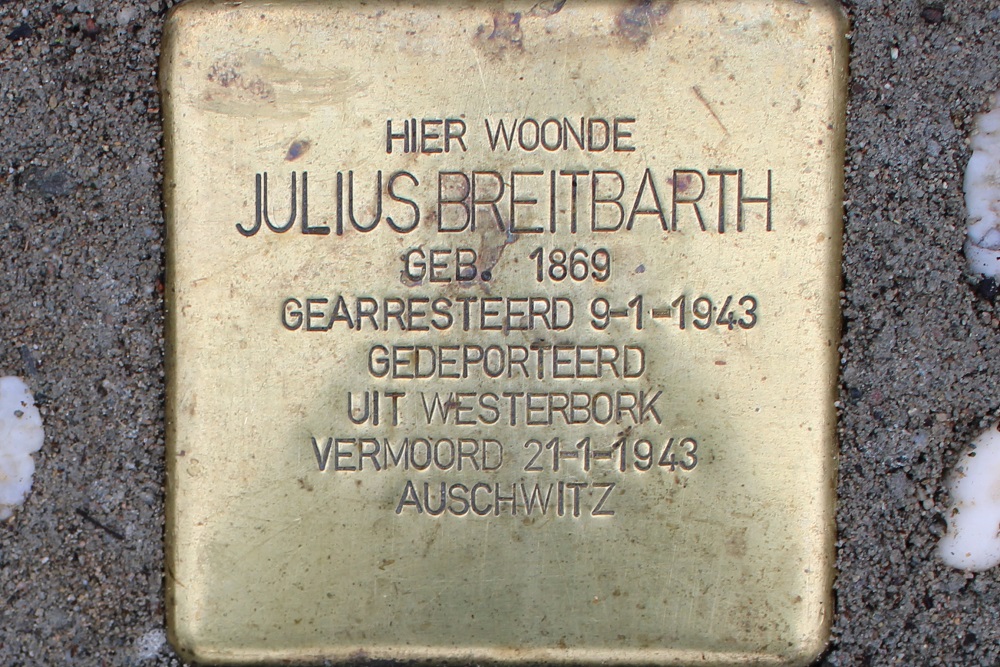 HIER WOONDE
JULIUS BREITBARTH
GEB. 1869
GEARRESTEERD 9-1-1943
GEDEPORTEERD
UIT WESTERBORK
VERMOORD 21-1-1943
AUSCHWITZ